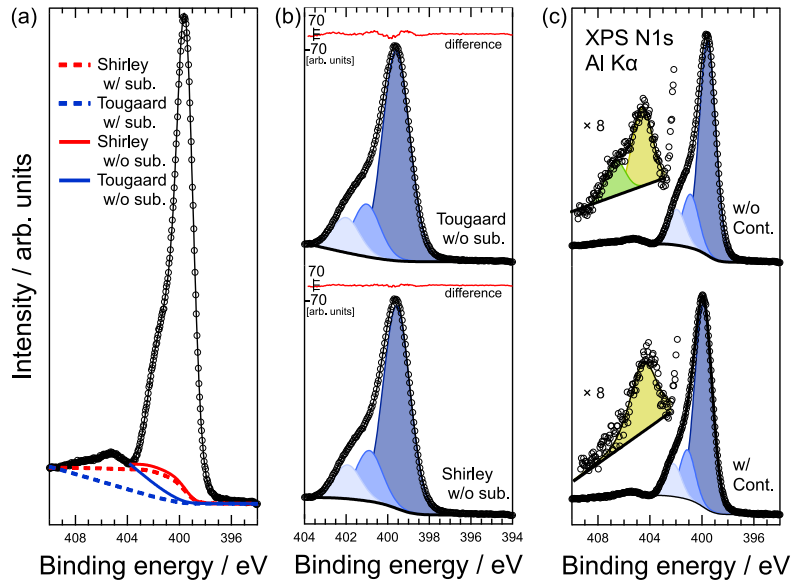 (a)
Shirley
w/ sub.
Tougaard
w/ sub.
Shirley
w/o sub.
Tougaard
w/o sub.
Intensity / arb. units
408
404
400
396
Binding energy / eV
(b)
70
-70
[arb. units]
difference
Tougaard
w/o sub.
70
-70
[arb. units]
difference
Shirley
w/o sub.
404
402
400
398
396
394
Binding energy / eV
(c)
XPS N1s
Al Kα
× 8
w/o
Cont.
× 8
w/
Cont.
408
404
400
396
Binding energy / eV